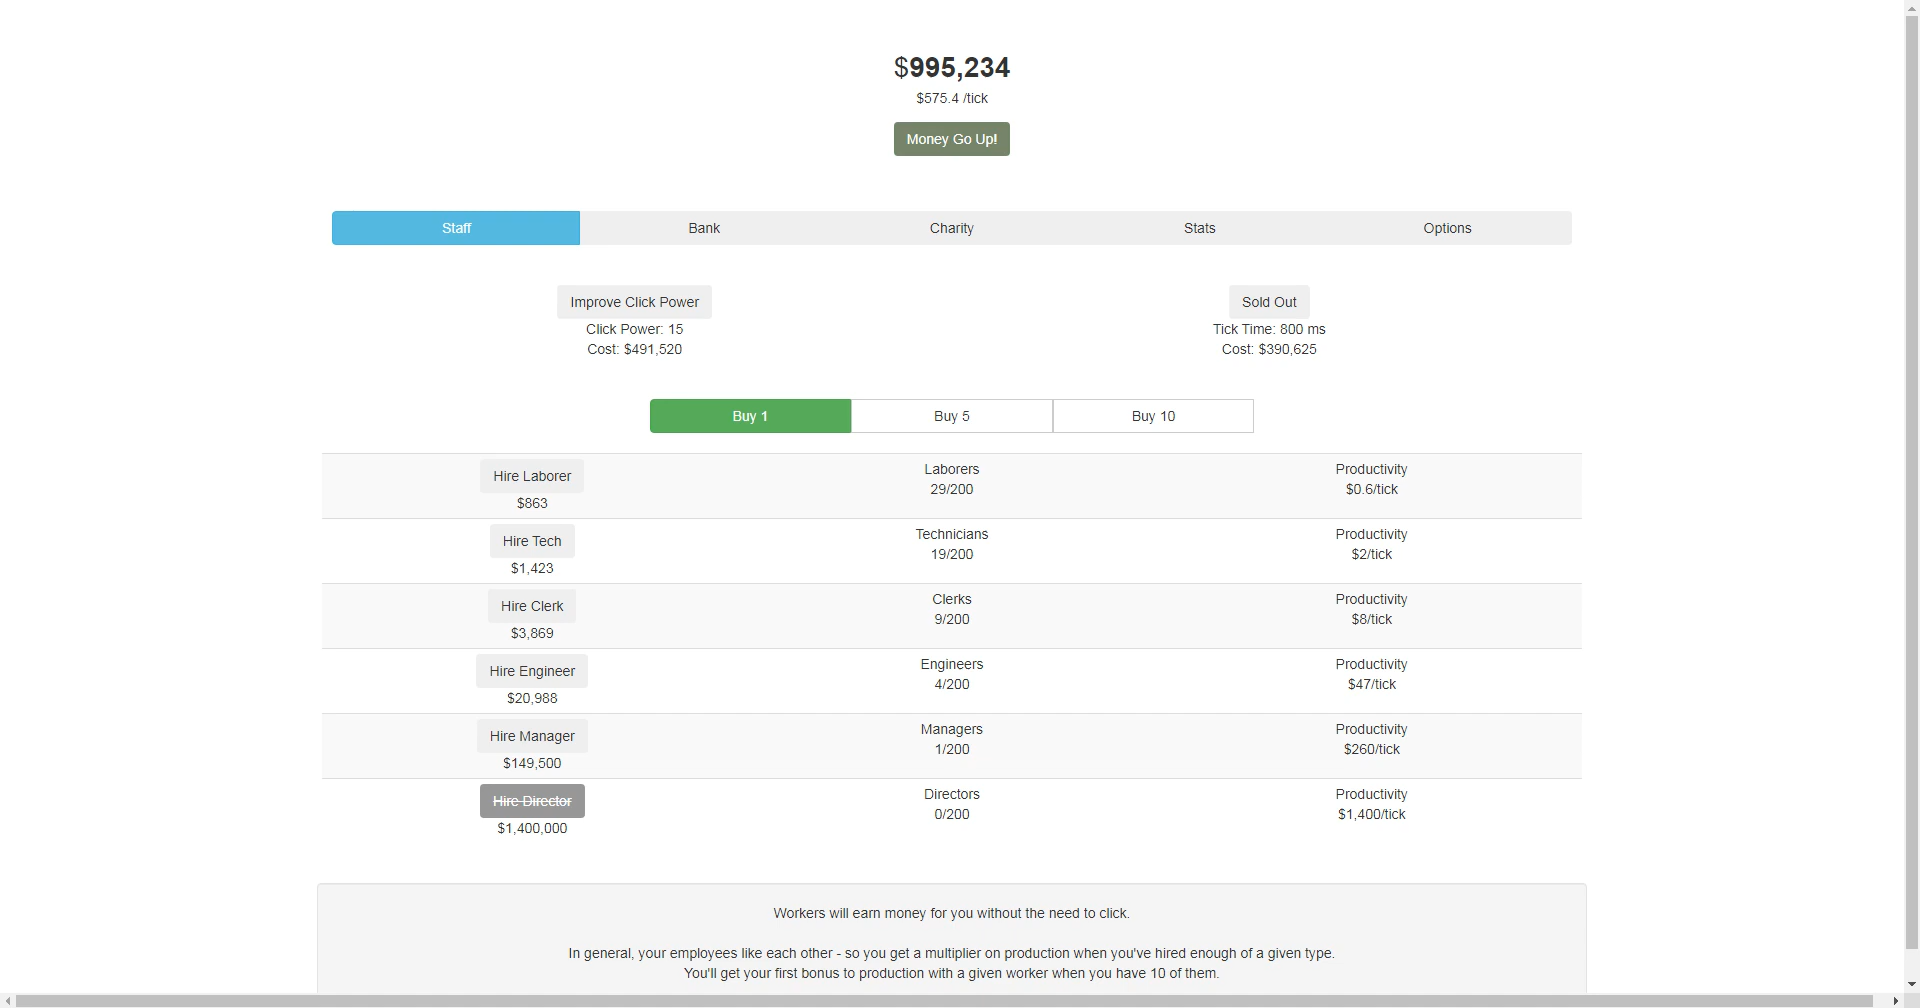 $995,234
$575.4 /tick
Money Go Up!
Staff Bank Charity Stats Options
Improve Click Power Sold Out
Click Power: 15 Tick Time: 800 ms
Cost: $491,520 Cost: $390,625
Buy 1 Buy 5 Buy 10
Hire Laborer Laborers Productivity
$863 29/200 $0.6/tick
Hire Tech Technicians Productivity
$1,423 19/200 $2/tick
Hire Clerk Clerks Productivity
$3,869 9/200 $8/tick
Hire Engineer Engineers Productivity
$20,988 4/200 $47/tick
Hire Manager Managers Productivity
$149,500 1/200 $260/tick
Hire Director Directors Productivity
$1,400,000 0/200 $1,400/tick
Workers will earn money for you without the need to click.
In general, your employees like each other - so you get a multiplier on production when you've hired enough of a given type.
You'll get your first bonus to production with a given worker when you have 10 of them.